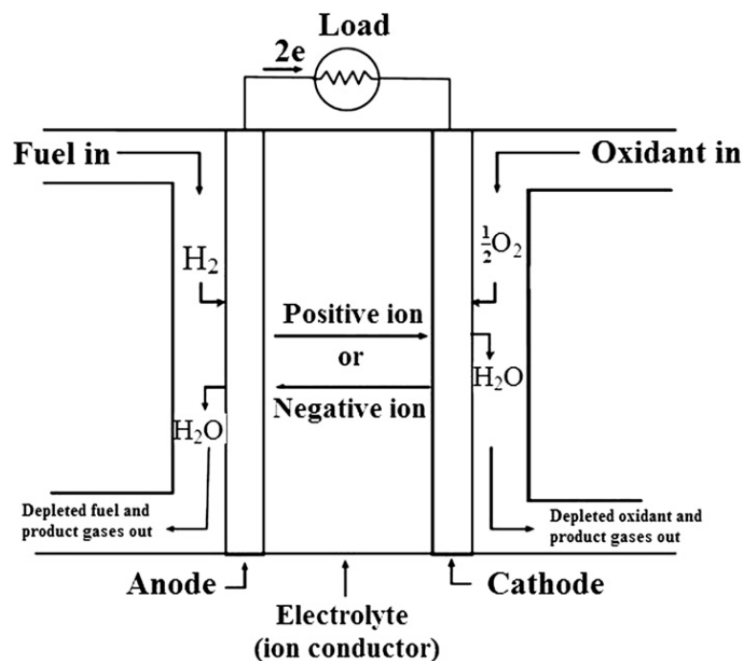 Load
2e
Fuel in
Oxidant in
H₂
½O₂
Positive ion
or
Negative ion
H₂O
H₂O
Depleted fuel and
product gases out
Depleted oxidant and
product gases out
Anode
Cathode
Electrolyte
(ion conductor)